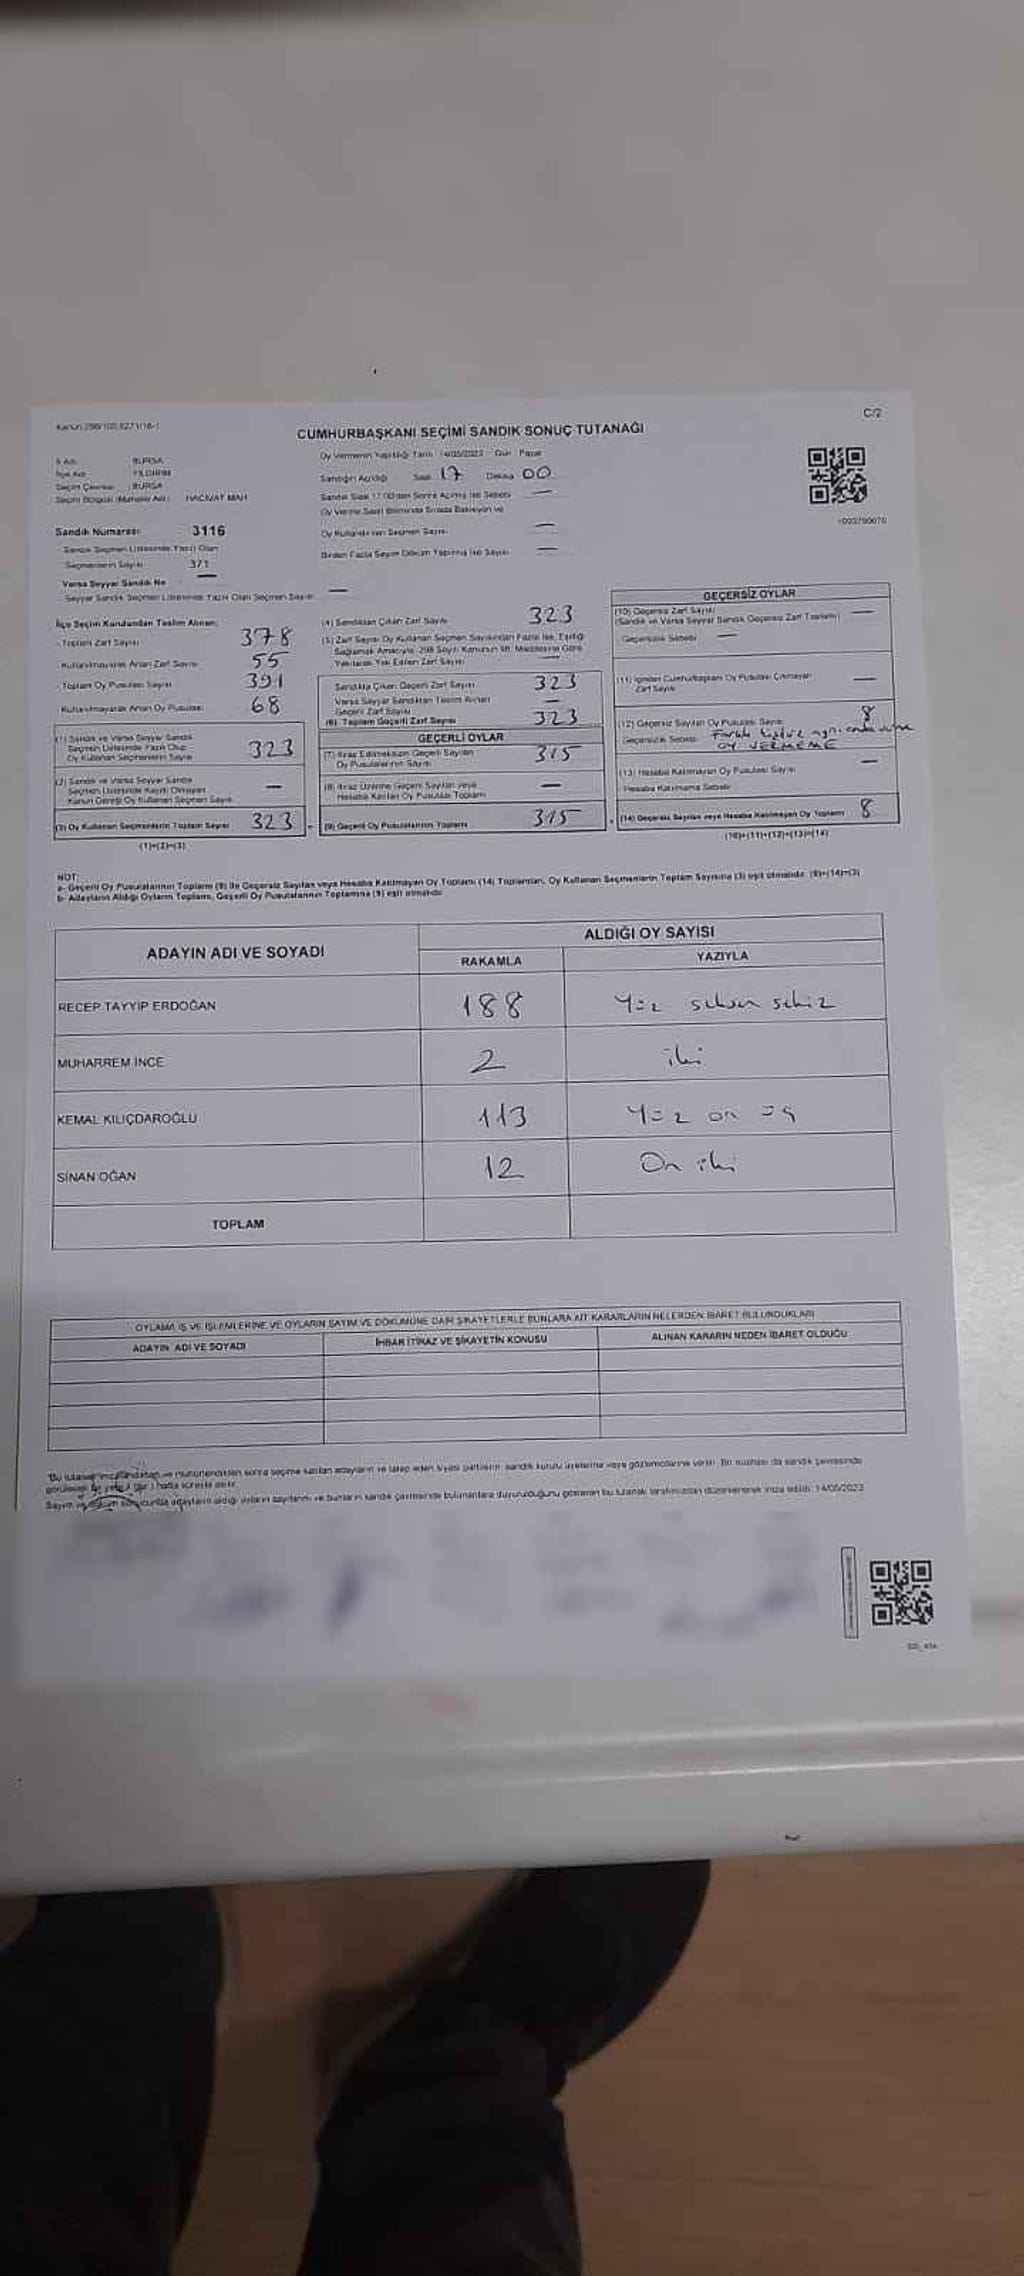 Kanun:298/105,6271/18-1
C/2
CUMHURBAŞKANI SEÇİMİ SANDIK SONUÇ TUTANAĞI
İl Adı : BURSA
İlçe Adı : YILDIRIM
Seçim Çevresi : BURSA
Seçim Bölgesi (Mahalle Adı) : HACİVAT MAH
Sandık Numarası 3116
- Sandık Seçmen Listesinde Yazılı Olan
Seçmenlerin Sayısı 371
Varsa Seyyar Sandık No —
- Seyyar Sandık Seçmen Listesinde Yazılı Olan Seçmen Sayısı —
Oy Vermenin Yapıldığı Tarih : 14/05/2023 Gün : Pazar
Sandığın Açıldığı Saat 17 Dakika 00
Sandık Saat 17.00'den Sonra Açılmış İse Sebebi —
Oy Verme Saati Bitiminde Sırada Bekleyen ve
Oy Kullandırılan Seçmen Sayısı —
Birden Fazla Sayım Döküm Yapılmış İse Sayısı —
İlçe Seçim Kurulundan Teslim Alınan;
- Toplam Zarf Sayısı 378
- Kullanılmayarak Artan Zarf Sayısı 55
- Toplam Oy Pusulası Sayısı 391
- Kullanılmayarak Artan Oy Pusulası 68
(1) Sandık ve Varsa Seyyar Sandık
Seçmen Listesinde Yazılı Olup
Oy Kullanan Seçmenlerin Sayısı 323
(2) Sandık ve Varsa Seyyar Sandık
Seçmen Listesinde Kayıtlı Olmayan
Kanun Gereği Oy Kullanan Seçmen Sayısı —
(3) Oy Kullanan Seçmenlerin Toplam Sayısı 323
(1)+(2)=(3)
(4) Sandıktan Çıkan Zarf Sayısı 323
(5) Zarf Sayısı Oy Kullanan Seçmen Sayısından Fazla İse, Eşitliği
Sağlamak Amacıyla 298 Sayılı Kanunun 98. Maddesine Göre
Yakılarak Yok Edilen Zarf Sayısı —
Sandıkta Çıkan Geçerli Zarf Sayısı 323
Varsa Seyyar Sandıktan Teslim Alınan
Geçerli Zarf Sayısı —
(6) Toplam Geçerli Zarf Sayısı 323
GEÇERLİ OYLAR
(7) İtiraz Edilmeksizin Geçerli Sayılan
Oy Pusulalarının Sayısı 315
(8) İtiraz Üzerine Geçerli Sayılan veya
Hesaba Katılan Oy Pusulası Toplamı —
(9) Geçerli Oy Pusulalarının Toplamı 315
GEÇERSİZ OYLAR
(10) Geçersiz Zarf Sayısı —
(Sandık ve Varsa Seyyar Sandık Geçersiz Zarf Toplamı)
Geçersizlik Sebebi —
(11) İçinden Cumhurbaşkanı Oy Pusulası Çıkmayan
Zarf Sayısı —
(12) Geçersiz Sayılan Oy Pusulası Sayısı 8
Geçersizlik Sebebi Farklı
OY VERMEME
(13) Hesaba Katılmayan Oy Pusulası Sayısı —
Hesaba Katılmama Sebebi
(14) Geçersiz Sayılan veya Hesaba Katılmayan Oy Toplamı 8
(10)+(11)+(12)+(13)=(14)
NOT:
a- Geçerli Oy Pusulalarının Toplamı (9) ile Geçersiz Sayılan veya Hesaba Katılmayan Oy Toplamı (14) Toplamları, Oy Kullanan Seçmenlerin Toplam Sayısına (3) eşit olmalıdır. (9)+(14)=(3)
b- Adayların Aldığı Oyların Toplamı, Geçerli Oy Pusulalarının Toplamına (9) eşit olmalıdır.
ADAYIN ADI VE SOYADI
ALDIĞI OY SAYISI
RAKAMLA YAZIYLA
RECEP TAYYİP ERDOĞAN 188 Yüz seksen sekiz
MUHARREM İNCE 2 iki
KEMAL KILIÇDAROĞLU 113 Yüz on üç
SİNAN OĞAN 12 On iki
TOPLAM
OYLAMA İŞ VE İŞLEMLERİNE VE OYLARIN SAYIM VE DÖKÜMÜNE DAİR ŞİKAYETLERLE BUNLARA AİT KARARLARIN NELERDEN İBARET BULUNDUKLARI
ADAYIN ADI VE SOYADI İHBAR İTİRAZ VE ŞİKAYETİN KONUSU ALINAN KARARIN NEDEN İBARET OLDUĞU
Bu tutanak imzalandıktan ve mühürlendikten sonra seçime katılan adayların ve talep eden siyasi partilerin sandık kurulu üyelerine veya gözlemcilerine verilir. Bir nüshası da sandık çevresinde
görülecek bir yere, 7 gün (1 hafta) süreyle asılır.
Sayım ve döküm sonucunda adayların aldığı oyların sayılarını ve bunların sandık çevresinde bulunanlara duyurulduğunu gösteren bu tutanak tarafımızdan düzenlenerek imza edildi. 14/05/2023